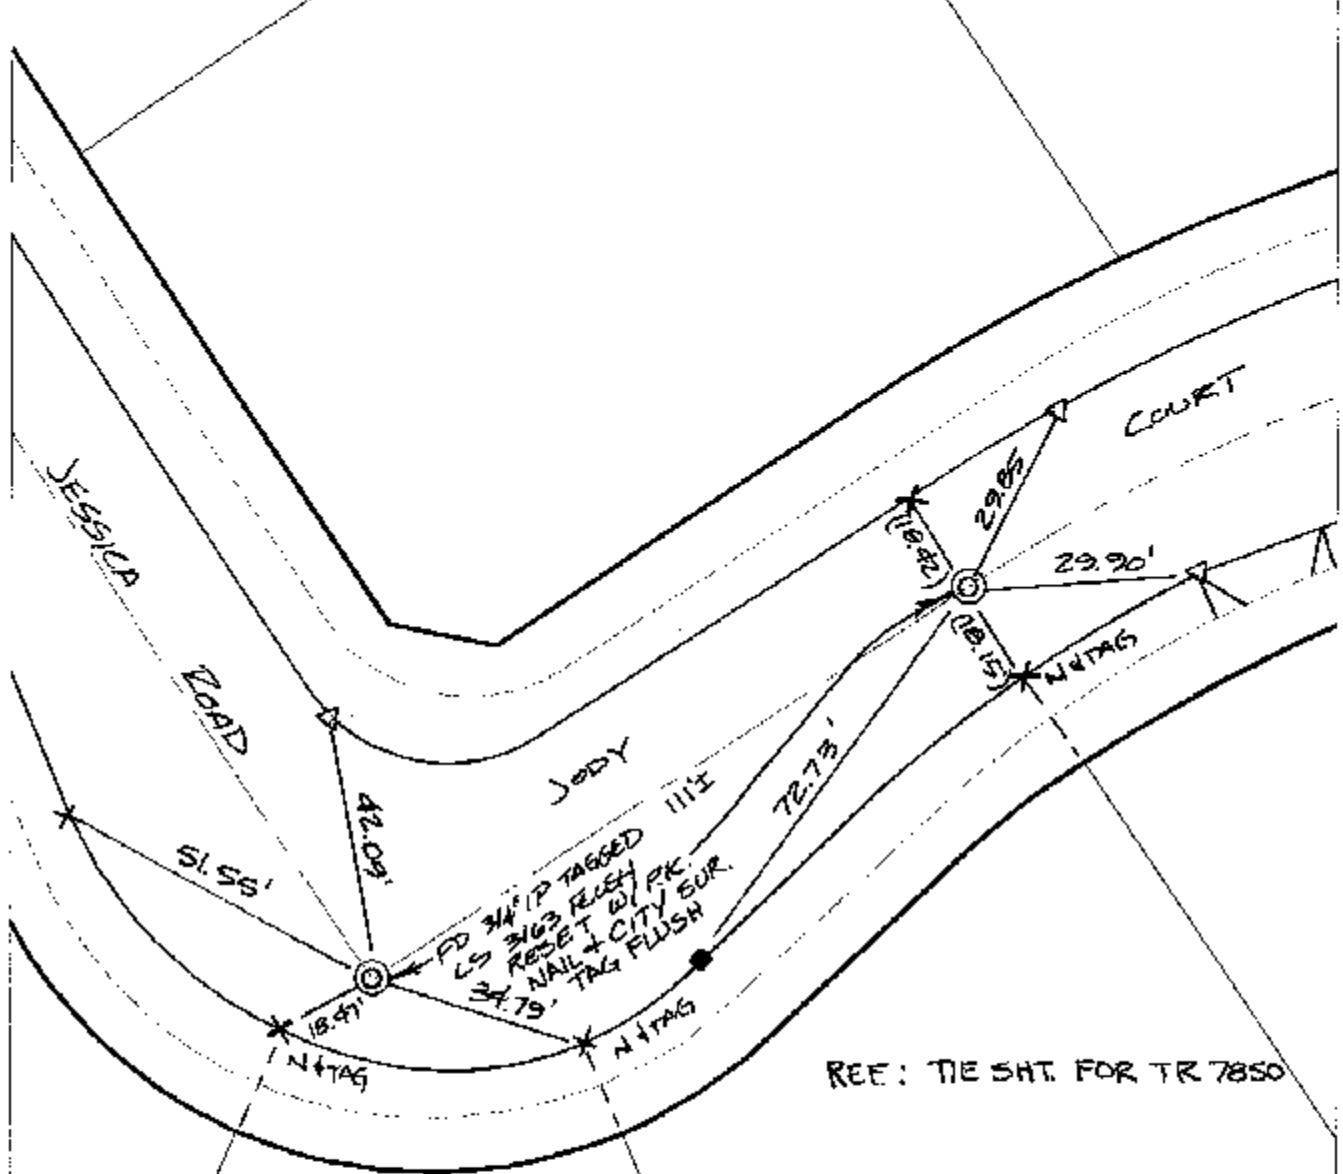 COURT
29.85
(18.42)
29.90'
(18.15)
N & TAG
JESSICA
ROAD
JODY
72.73'
42.09'
51.55'
FD 3/4" IP TAGGED
LS 3163 FLUSH
RESET W/ P.K.
NAIL & CITY SUR.
TAG FLUSH
34.79'
18.47'
N & TAG
N & TAG
REF: TIE SHT. FOR TR 7850